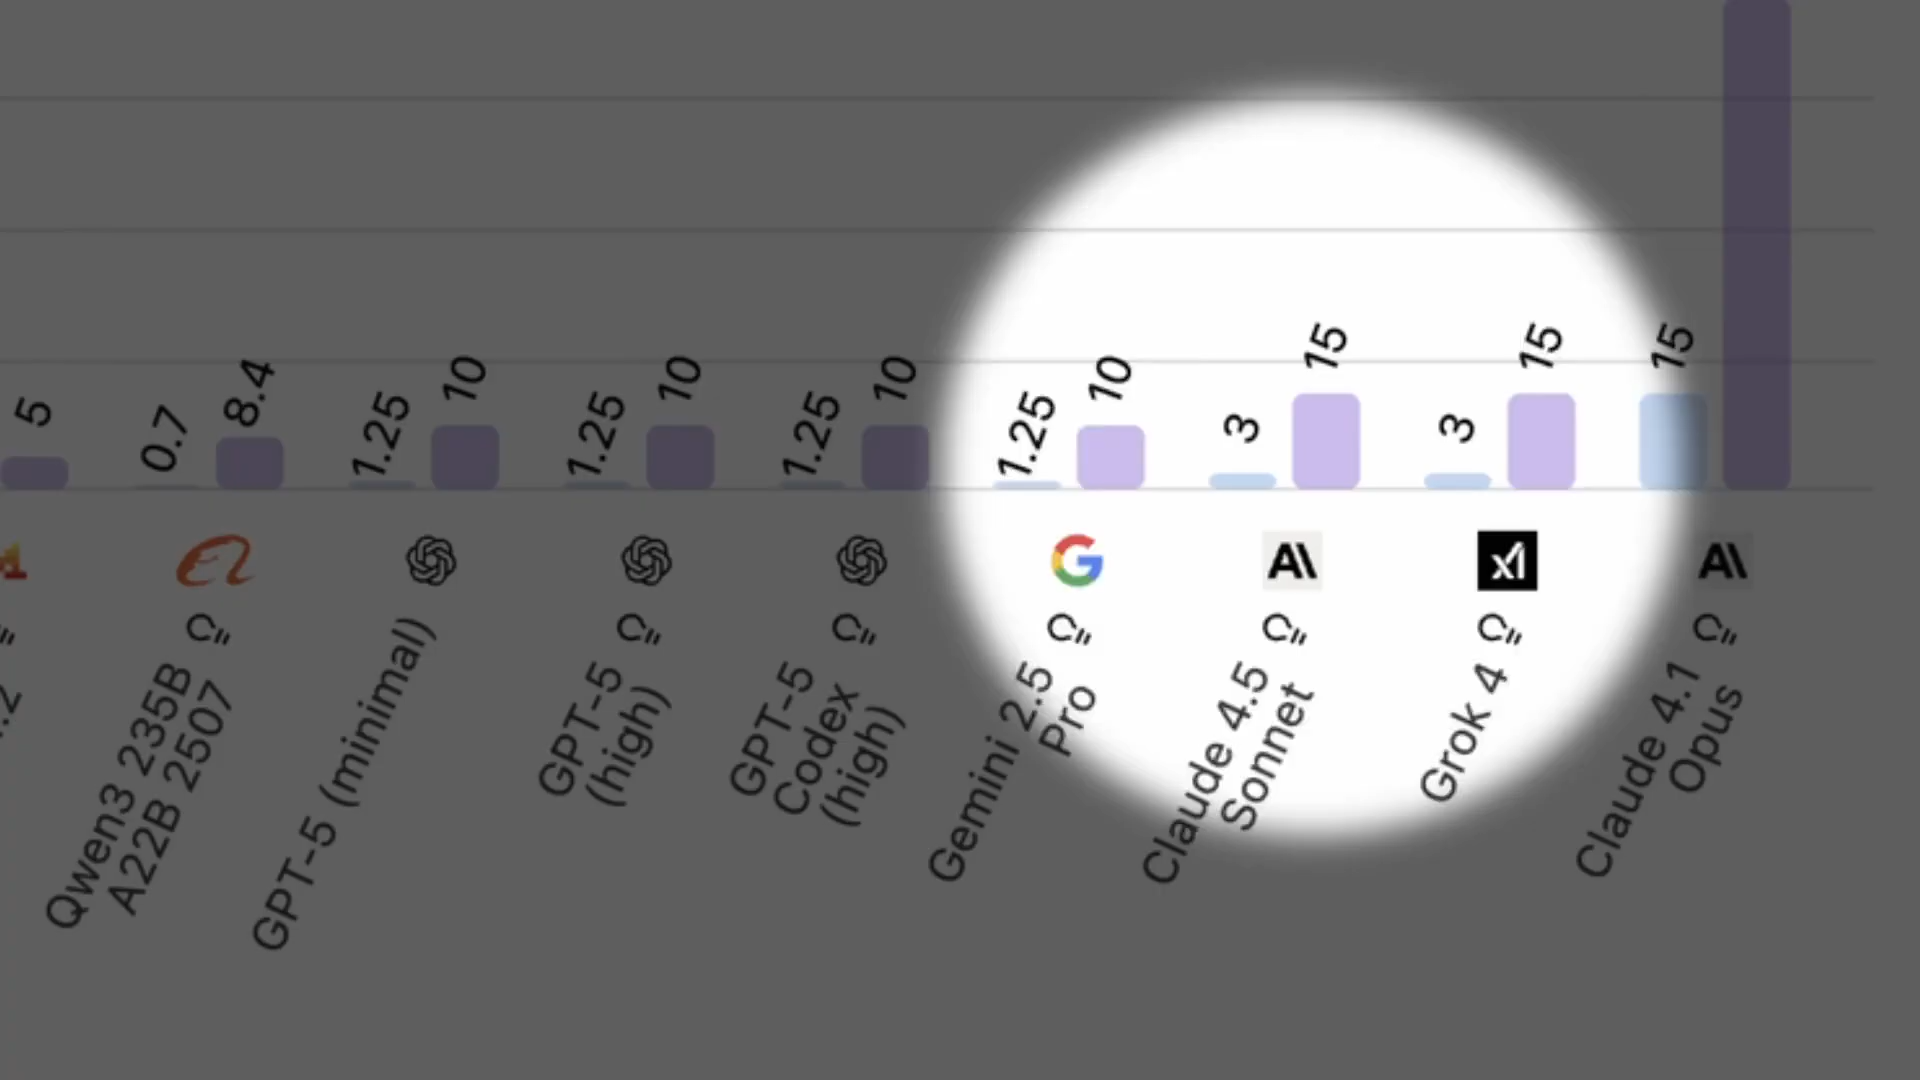 5
0.7
8.4
1.25
10
1.25
10
1.25
10
1.25
10
3
15
3
15
15
.2
Qwen3 235B
A22B 2507
GPT-5 (minimal)
GPT-5
(high)
GPT-5
Codex
(high)
Gemini 2.5
Pro
Claude 4.5
Sonnet
Grok 4
Claude 4.1
Opus